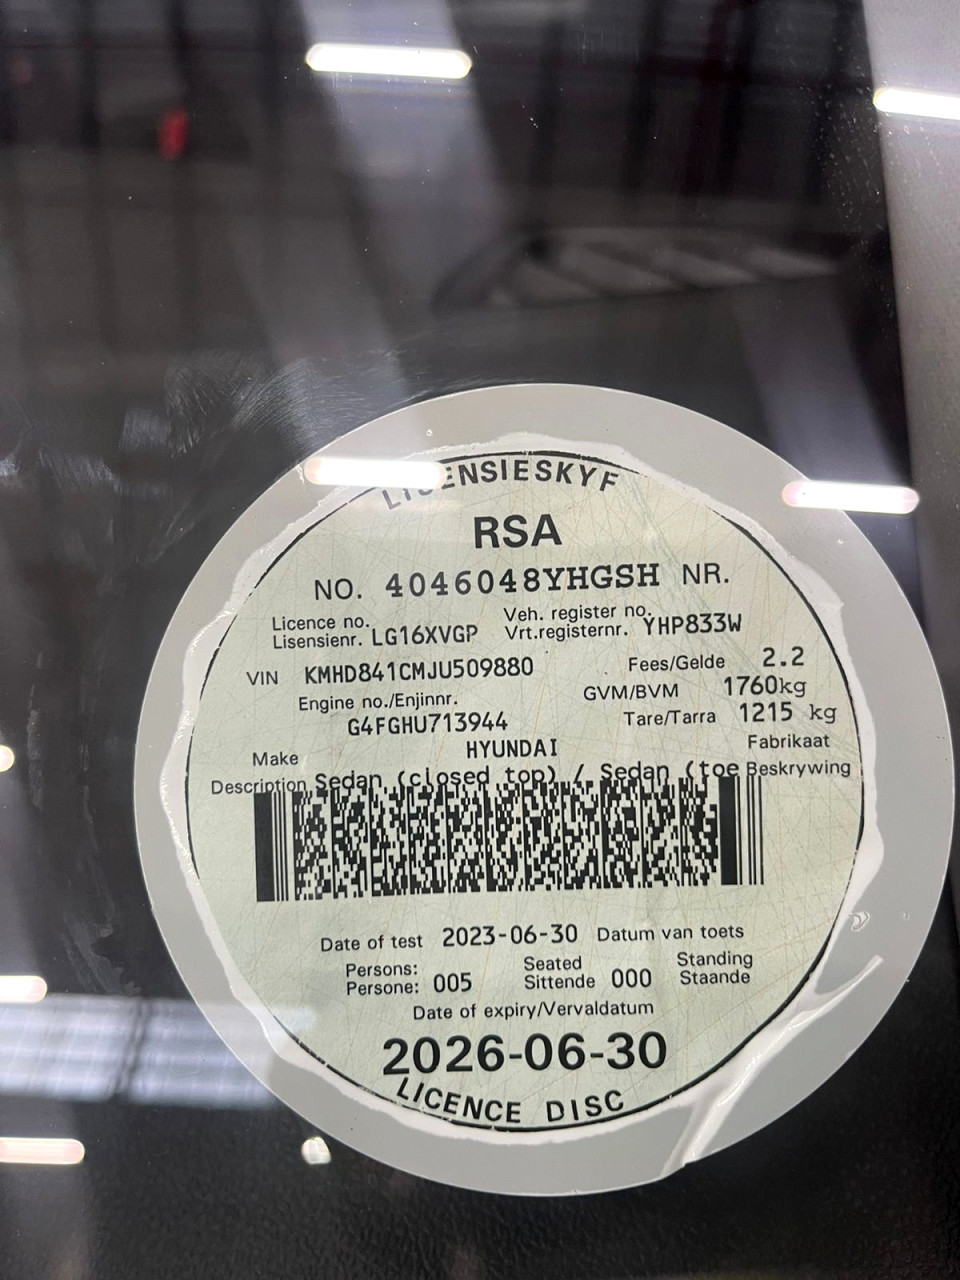 LISENSIESKYF
RSA
NO. 4046048YHGSH NR.
Licence no. Veh. register no.
Lisensienr. LG16XVGP Vrt.registernr. YHP833W
VIN KMHD841CMJU509880 Fees/Gelde 2.2
Engine no./Enjinnr. GVM/BVM 1760kg
G4FGHU713944 Tare/Tarra 1215 kg
Make HYUNDAI Fabrikaat
Description Sedan (closed top) / Sedan (toe Beskrywing
Date of test 2023-06-30 Datum van toets
Persons: Seated Standing
Persone: 005 Sittende 000 Staande
Date of expiry/Vervaldatum
2026-06-30
LICENCE DISC